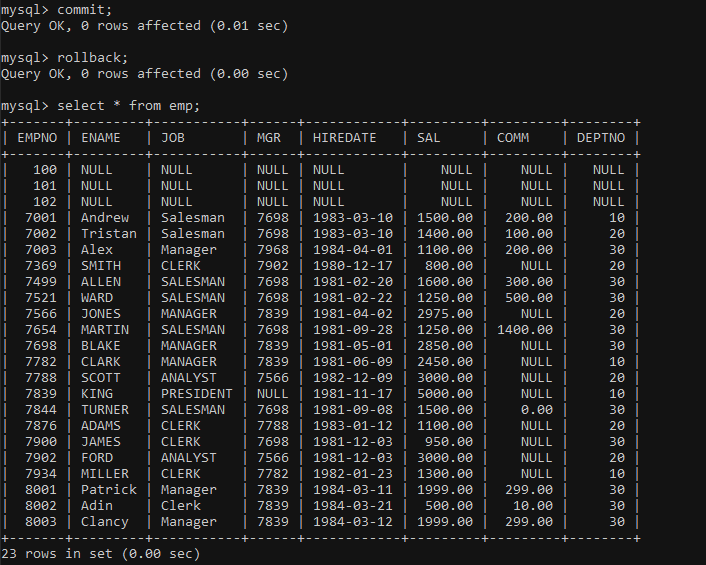 mysql> commit;
Query OK, 0 rows affected (0.01 sec)
mysql> rollback;
Query OK, 0 rows affected (0.00 sec)
mysql> select * from emp;
+-------+---------+-----------+------+------------+---------+---------+--------+
| EMPNO | ENAME   | JOB       | MGR  | HIREDATE   | SAL     | COMM    | DEPTNO |
+-------+---------+-----------+------+------------+---------+---------+--------+
|   100 | NULL    | NULL      | NULL | NULL       |    NULL |    NULL |   NULL |
|   101 | NULL    | NULL      | NULL | NULL       |    NULL |    NULL |   NULL |
|   102 | NULL    | NULL      | NULL | NULL       |    NULL |    NULL |   NULL |
|  7001 | Andrew  | Salesman  | 7698 | 1983-03-10 | 1500.00 |  200.00 |     10 |
|  7002 | Tristan | Salesman  | 7698 | 1983-03-10 | 1400.00 |  100.00 |     20 |
|  7003 | Alex    | Manager   | 7968 | 1984-04-01 | 1100.00 |  200.00 |     30 |
|  7369 | SMITH   | CLERK     | 7902 | 1980-12-17 |  800.00 |    NULL |     20 |
|  7499 | ALLEN   | SALESMAN  | 7698 | 1981-02-20 | 1600.00 |  300.00 |     30 |
|  7521 | WARD    | SALESMAN  | 7698 | 1981-02-22 | 1250.00 |  500.00 |     30 |
|  7566 | JONES   | MANAGER   | 7839 | 1981-04-02 | 2975.00 |    NULL |     20 |
|  7654 | MARTIN  | SALESMAN  | 7698 | 1981-09-28 | 1250.00 | 1400.00 |     30 |
|  7698 | BLAKE   | MANAGER   | 7839 | 1981-05-01 | 2850.00 |    NULL |     30 |
|  7782 | CLARK   | MANAGER   | 7839 | 1981-06-09 | 2450.00 |    NULL |     10 |
|  7788 | SCOTT   | ANALYST   | 7566 | 1982-12-09 | 3000.00 |    NULL |     20 |
|  7839 | KING    | PRESIDENT | NULL | 1981-11-17 | 5000.00 |    NULL |     10 |
|  7844 | TURNER  | SALESMAN  | 7698 | 1981-09-08 | 1500.00 |    0.00 |     30 |
|  7876 | ADAMS   | CLERK     | 7788 | 1983-01-12 | 1100.00 |    NULL |     20 |
|  7900 | JAMES   | CLERK     | 7698 | 1981-12-03 |  950.00 |    NULL |     30 |
|  7902 | FORD    | ANALYST   | 7566 | 1981-12-03 | 3000.00 |    NULL |     20 |
|  7934 | MILLER  | CLERK     | 7782 | 1982-01-23 | 1300.00 |    NULL |     10 |
|  8001 | Patrick | Manager   | 7839 | 1984-03-11 | 1999.00 |  299.00 |     30 |
|  8002 | Adin    | Clerk     | 7839 | 1984-03-21 |  500.00 |   10.00 |     30 |
|  8003 | Clancy  | Manager   | 7839 | 1984-03-12 | 1999.00 |  299.00 |     30 |
+-------+---------+-----------+------+------------+---------+---------+--------+
23 rows in set (0.00 sec)